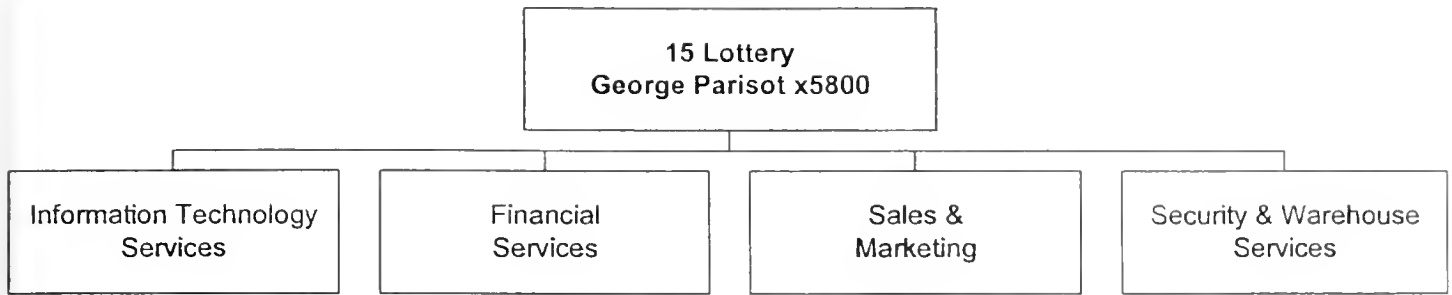 15 Lottery
George Parisot x5800
Information Technology
Services
Financial
Services
Sales &
Marketing
Security & Warehouse
Services